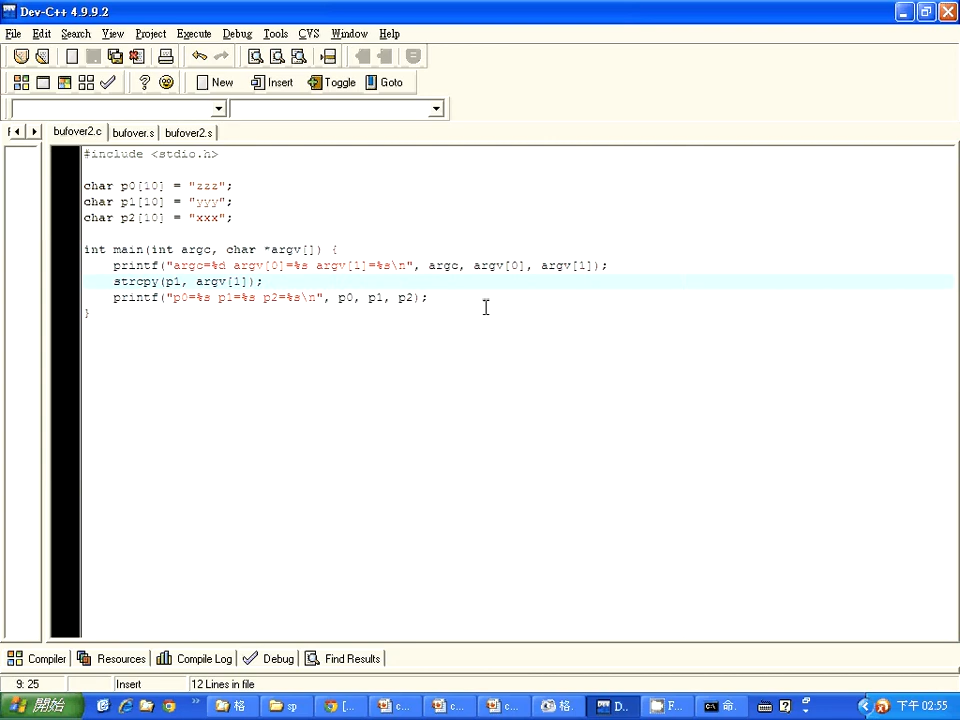 Dev-C++ 4.9.9.2
File Edit Search View Project Execute Debug Tools CVS Window Help
New Insert Toggle Goto
bufover2.c bufover.s bufover2.s
#include <stdio.h>
char p0[10] = "zzz";
char p1[10] = "yyy";
char p2[10] = "xxx";
int main(int argc, char *argv[]) {
printf("argc=%d argv[0]=%s argv[1]=%s\n", argc, argv[0], argv[1]);
strcpy(p1, argv[1]);
printf("p0=%s p1=%s p2=%s\n", p0, p1, p2);
}
Compiler Resources Compile Log Debug Find Results
9: 25 Insert 12 Lines in file
開始 格 sp [... c... c... c... 格. D.. F... 命. 下午 02:55